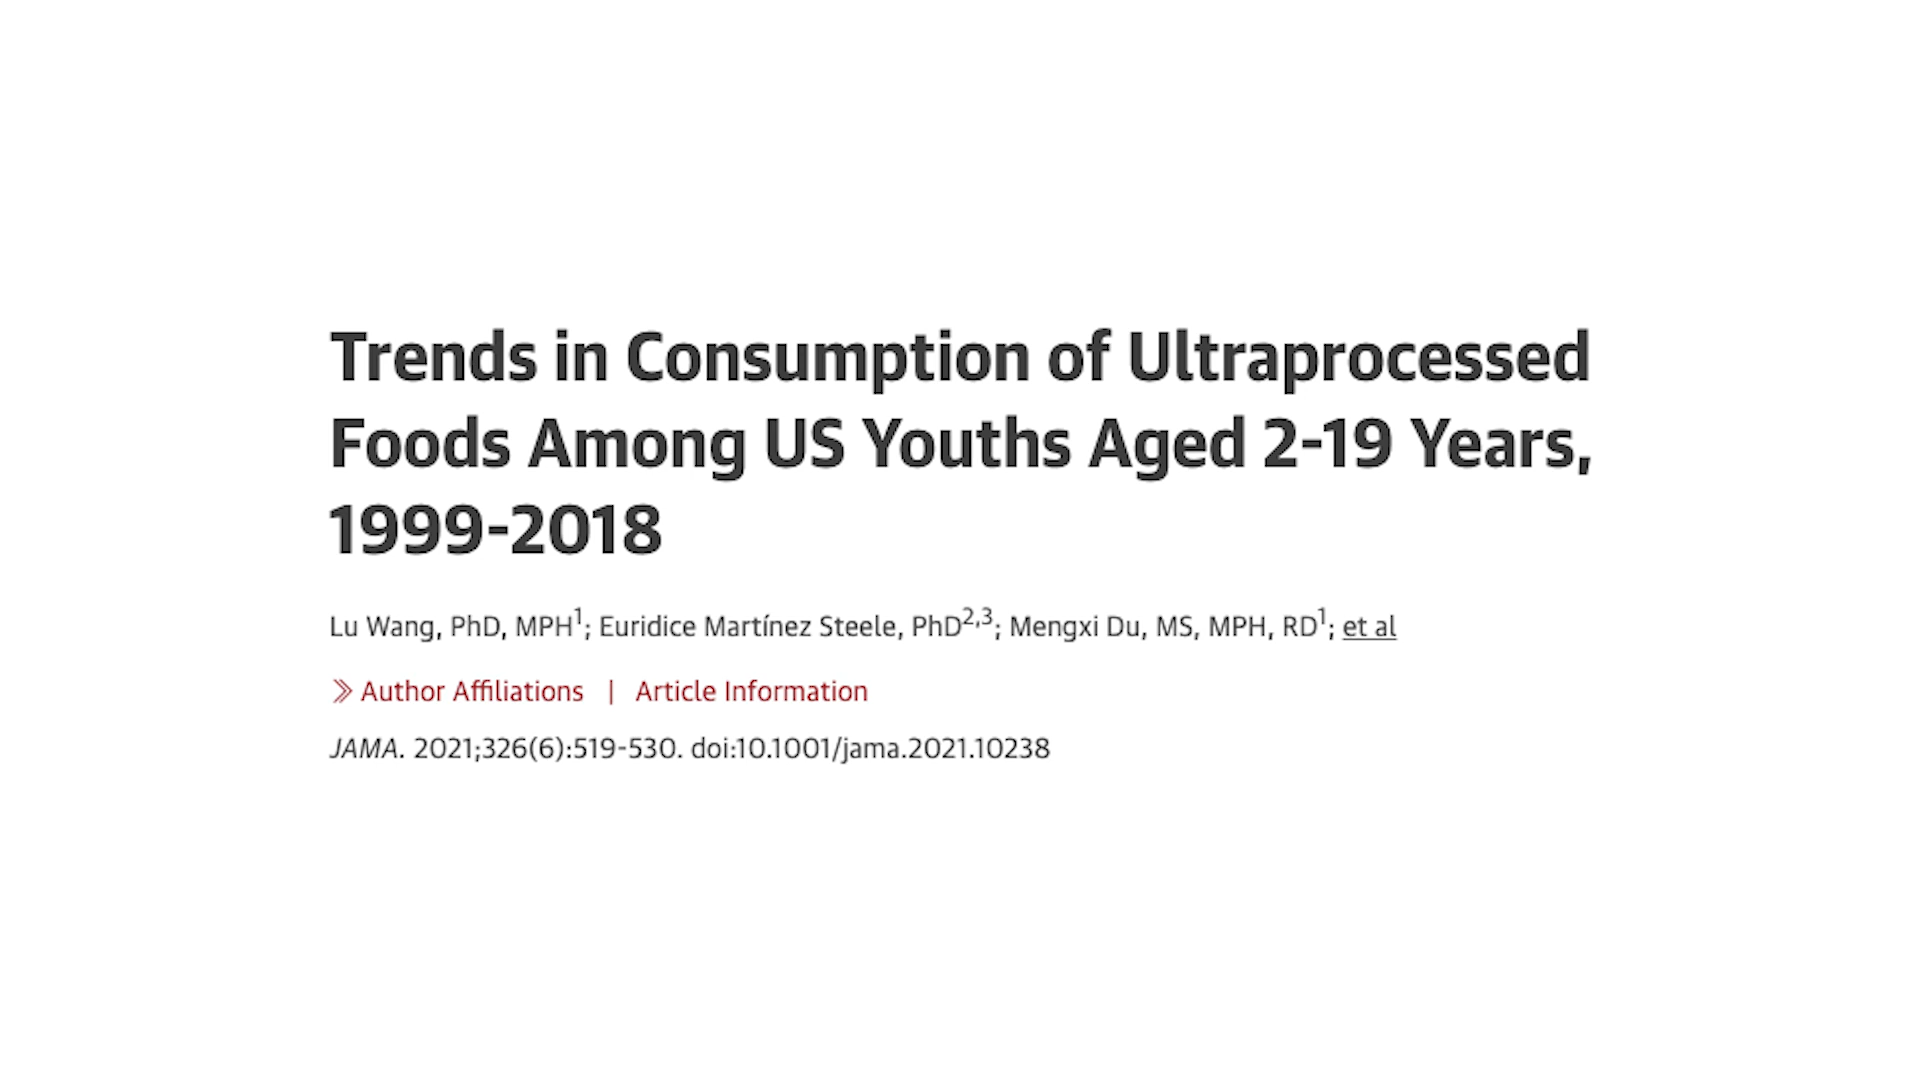 Trends in Consumption of Ultraprocessed
Foods Among US Youths Aged 2-19 Years,
1999-2018
Lu Wang, PhD, MPH1; Euridice Martínez Steele, PhD2,3; Mengxi Du, MS, MPH, RD1; et al
Author Affiliations | Article Information
JAMA. 2021;326(6):519-530. doi:10.1001/jama.2021.10238